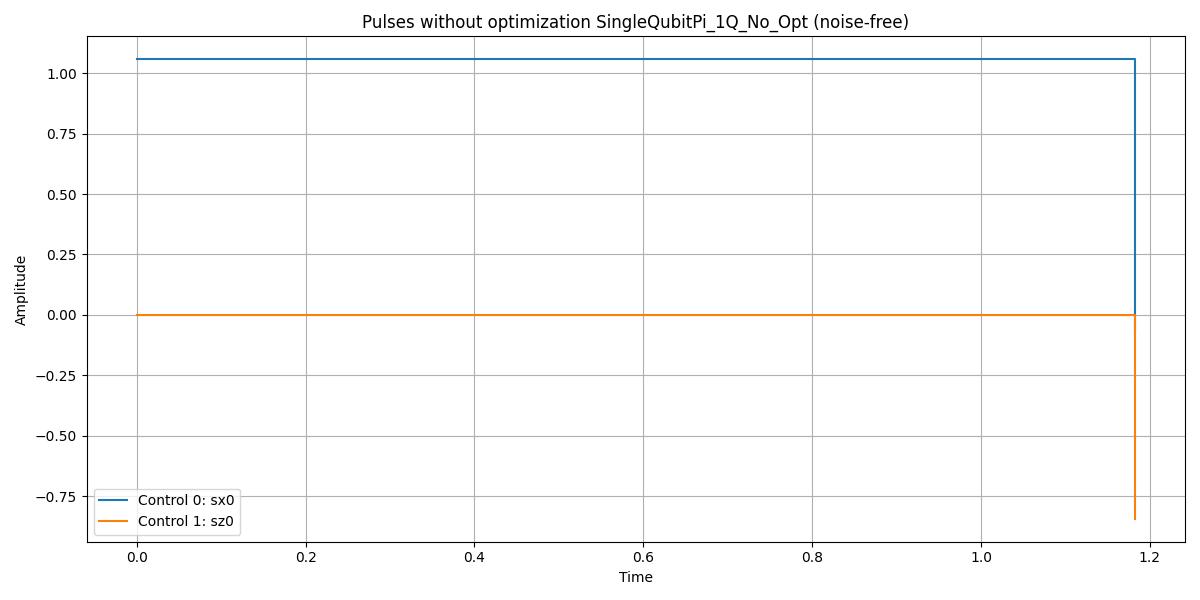 Pulses without optimization SingleQubitPi_1Q_No_Opt (noise-free)
Amplitude
1.00
0.75
0.50
0.25
0.00
−0.25
−0.50
−0.75
Control 0: sx0
Control 1: sz0
0.0 0.2 0.4 0.6 0.8 1.0 1.2
Time